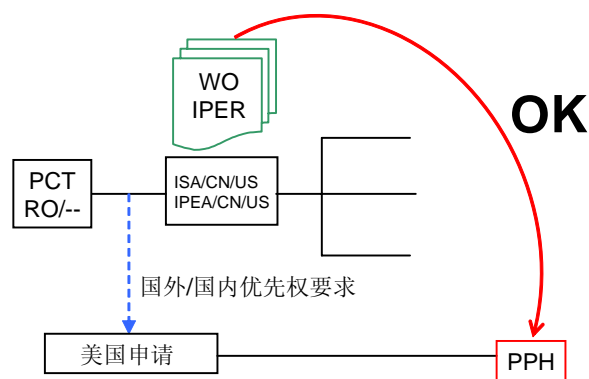 WO
IPER
OK
PCT
RO/--
ISA/CN/US
IPEA/CN/US
国外/国内优先权要求
美国申请
PPH